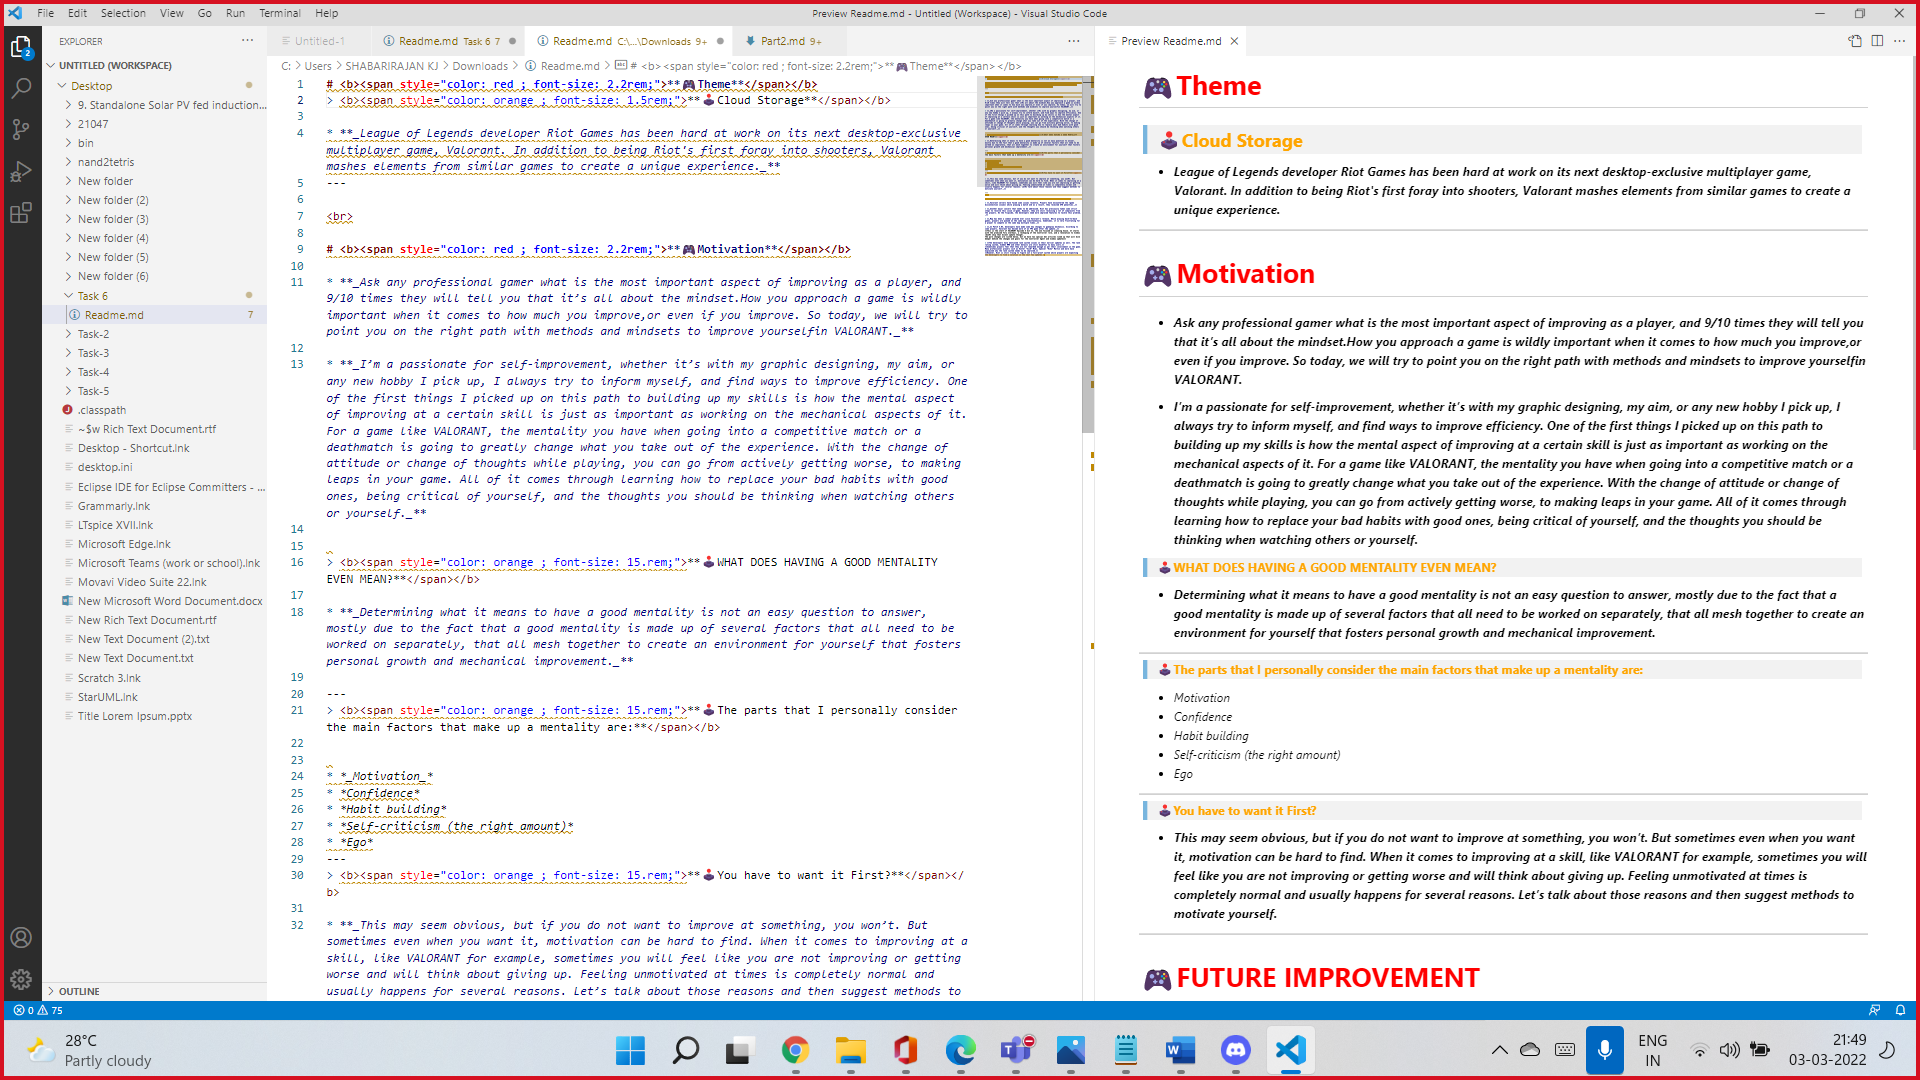 File Edit Selection View Go Run Terminal Help
Preview Readme.md - Untitled (Workspace) - Visual Studio Code
EXPLORER
UNTITLED (WORKSPACE)
Desktop
9. Standalone Solar PV fed induction...
21047
bin
nand2tetris
New folder
New folder (2)
New folder (3)
New folder (4)
New folder (5)
New folder (6)
Task 6
Readme.md 7
Task-2
Task-3
Task-4
Task-5
.classpath
~$w Rich Text Document.rtf
Desktop - Shortcut.lnk
desktop.ini
Eclipse IDE for Eclipse Committers - ...
Grammarly.lnk
LTspice XVII.lnk
Microsoft Edge.lnk
Microsoft Teams (work or school).lnk
Movavi Video Suite 22.lnk
New Microsoft Word Document.docx
New Rich Text Document.rtf
New Text Document (2).txt
New Text Document.txt
Scratch 3.lnk
StarUML.lnk
Title Lorem Ipsum.pptx
OUTLINE
Untitled-1
Readme.md Task 6 7
Readme.md C:\...\Downloads 9+
Part2.md 9+
C: > Users > SHABARIRAJAN KJ > Downloads > Readme.md > # <b><span style="color: red ; font-size: 2.2rem;">**🎮Theme**</span></b>
1 # <b><span style="color: red ; font-size: 2.2rem;">**🎮Theme**</span></b>
2 > <b><span style="color: orange ; font-size: 1.5rem;">**🕹️Cloud Storage**</span></b>
3
4 * **_League of Legends developer Riot Games has been hard at work on its next desktop-exclusive
multiplayer game, Valorant. In addition to being Riot's first foray into shooters, Valorant
mashes elements from similar games to create a unique experience._**
5 ---
6
7 <br>
8
9 # <b><span style="color: red ; font-size: 2.2rem;">**🎮Motivation**</span></b>
10
11 * **_Ask any professional gamer what is the most important aspect of improving as a player, and
9/10 times they will tell you that it’s all about the mindset.How you approach a game is wildly
important when it comes to how much you improve,or even if you improve. So today, we will try to
point you on the right path with methods and mindsets to improve yourselfin VALORANT._**
12
13 * **_I’m a passionate for self-improvement, whether it’s with my graphic designing, my aim, or
any new hobby I pick up, I always try to inform myself, and find ways to improve efficiency. One
of the first things I picked up on this path to building up my skills is how the mental aspect
of improving at a certain skill is just as important as working on the mechanical aspects of it.
For a game like VALORANT, the mentality you have when going into a competitive match or a
deathmatch is going to greatly change what you take out of the experience. With the change of
attitude or change of thoughts while playing, you can go from actively getting worse, to making
leaps in your game. All of it comes through learning how to replace your bad habits with good
ones, being critical of yourself, and the thoughts you should be thinking when watching others
or yourself._**
14
15
16 > <b><span style="color: orange ; font-size: 15.rem;">**🕹️WHAT DOES HAVING A GOOD MENTALITY
EVEN MEAN?**</span></b>
17
18 * **_Determining what it means to have a good mentality is not an easy question to answer,
mostly due to the fact that a good mentality is made up of several factors that all need to be
worked on separately, that all mesh together to create an environment for yourself that fosters
personal growth and mechanical improvement._**
19
20 ---
21 > <b><span style="color: orange ; font-size: 15.rem;">**🕹️The parts that I personally consider
the main factors that make up a mentality are:**</span></b>
22
23
24 * *_Motivation_*
25 * *Confidence*
26 * *Habit building*
27 * *Self-criticism (the right amount)*
28 * *Ego*
29 ---
30 > <b><span style="color: orange ; font-size: 15.rem;">**🕹️You have to want it First?**</span></
b>
31
32 * **_This may seem obvious, but if you do not want to improve at something, you won’t. But
sometimes even when you want it, motivation can be hard to find. When it comes to improving at a
skill, like VALORANT for example, sometimes you will feel like you are not improving or getting
worse and will think about giving up. Feeling unmotivated at times is completely normal and
usually happens for several reasons. Let’s talk about those reasons and then suggest methods to
Preview Readme.md
🎮Theme
🕹️Cloud Storage
• League of Legends developer Riot Games has been hard at work on its next desktop-exclusive multiplayer game,
Valorant. In addition to being Riot's first foray into shooters, Valorant mashes elements from similar games to create a
unique experience.
🎮Motivation
• Ask any professional gamer what is the most important aspect of improving as a player, and 9/10 times they will tell you
that it's all about the mindset.How you approach a game is wildly important when it comes to how much you improve,or
even if you improve. So today, we will try to point you on the right path with methods and mindsets to improve yourselfin
VALORANT.
• I'm a passionate for self-improvement, whether it's with my graphic designing, my aim, or any new hobby I pick up, I
always try to inform myself, and find ways to improve efficiency. One of the first things I picked up on this path to
building up my skills is how the mental aspect of improving at a certain skill is just as important as working on the
mechanical aspects of it. For a game like VALORANT, the mentality you have when going into a competitive match or a
deathmatch is going to greatly change what you take out of the experience. With the change of attitude or change of
thoughts while playing, you can go from actively getting worse, to making leaps in your game. All of it comes through
learning how to replace your bad habits with good ones, being critical of yourself, and the thoughts you should be
thinking when watching others or yourself.
🕹️WHAT DOES HAVING A GOOD MENTALITY EVEN MEAN?
• Determining what it means to have a good mentality is not an easy question to answer, mostly due to the fact that a
good mentality is made up of several factors that all need to be worked on separately, that all mesh together to create an
environment for yourself that fosters personal growth and mechanical improvement.
🕹️The parts that I personally consider the main factors that make up a mentality are:
• Motivation
• Confidence
• Habit building
• Self-criticism (the right amount)
• Ego
🕹️You have to want it First?
• This may seem obvious, but if you do not want to improve at something, you won't. But sometimes even when you want
it, motivation can be hard to find. When it comes to improving at a skill, like VALORANT for example, sometimes you will
feel like you are not improving or getting worse and will think about giving up. Feeling unmotivated at times is
completely normal and usually happens for several reasons. Let's talk about those reasons and then suggest methods to
motivate yourself.
🎮FUTURE IMPROVEMENT
2
0 75
28°C
Partly cloudy
ENG
IN
21:49
03-03-2022